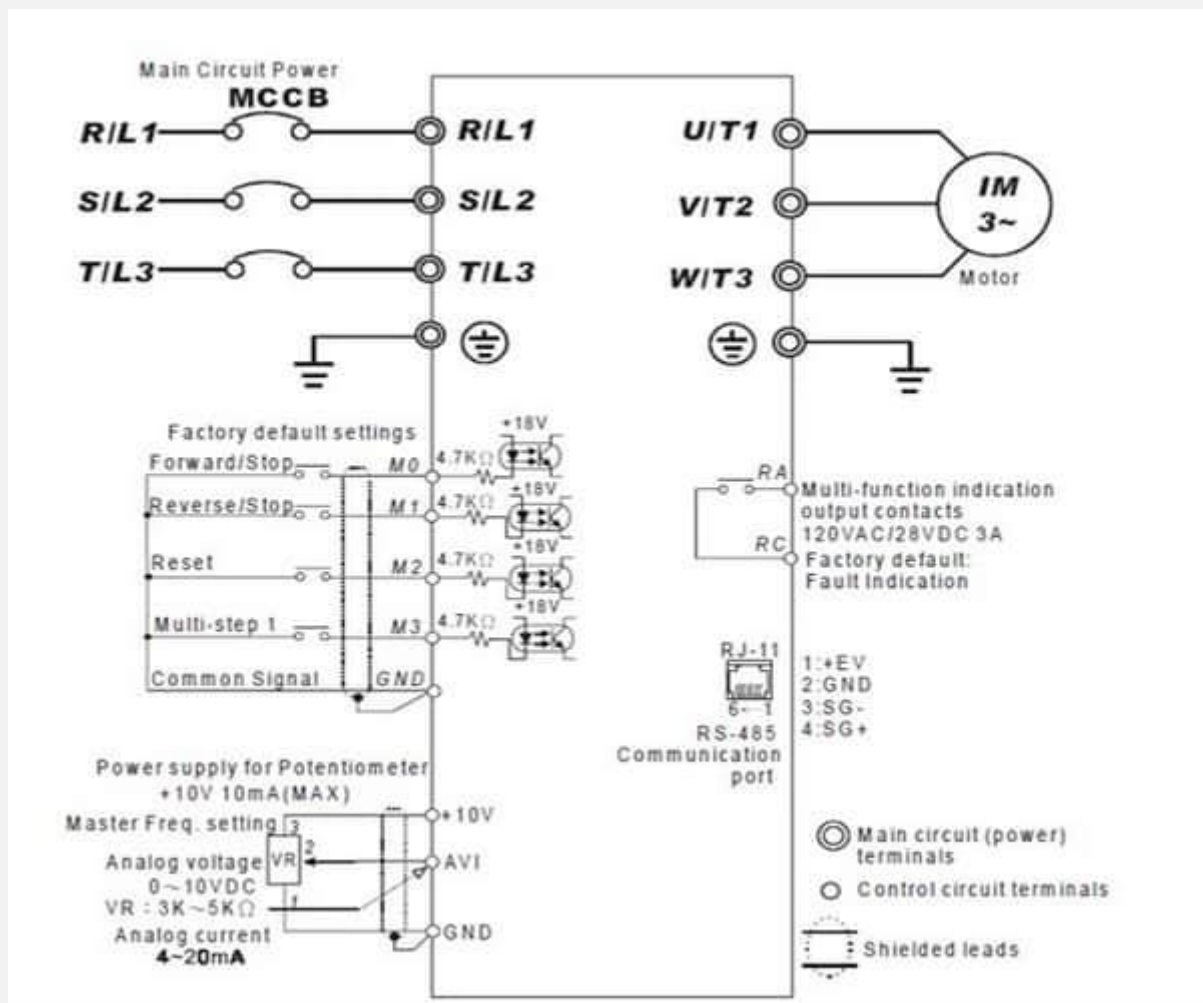 Main Circuit Power
MCCB
R/L1 R/L1 U/T1
S/L2 S/L2 V/T2
IM
3~
T/L3 T/L3 W/T3
Motor
Factory default settings
+18V
Forward/Stop M0 4.7KΩ
+18V
Reverse/Stop M1 4.7KΩ
+18V
Reset M2 4.7KΩ
+18V
Multi-step 1 M3 4.7KΩ
Common Signal GND
RA Multi-function indication
output contacts
120VAC/28VDC 3A
RC Factory default:
Fault Indication
RJ-11
6←1
RS-485
Communication
port
1:+EV
2:GND
3:SG-
4:SG+
Power supply for Potentiometer
+10V 10mA(MAX)
+10V
Master Freq. setting 3
2
Analog voltage VR AVI
0~10VDC
VR : 3K~5KΩ 1
Analog current GND
4~20mA
Main circuit (power)
terminals
Control circuit terminals
Shielded leads